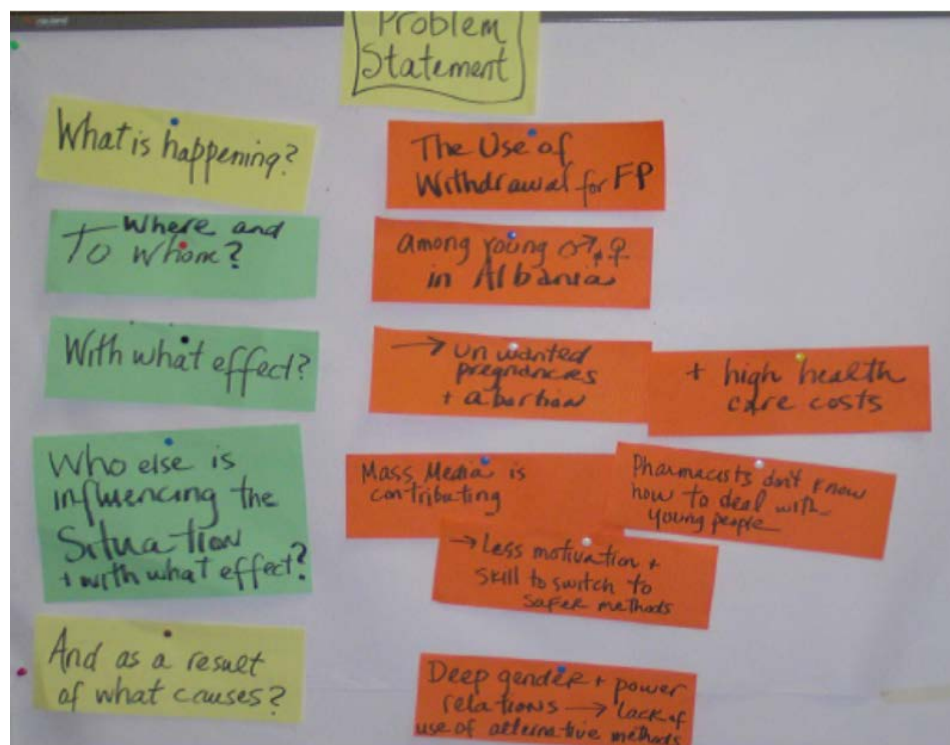 Problem
Statement
What is happening?
The Use of
Withdrawal for FP
To Where and
Whom?
Among young ♂+♀
in Albania
With what effect?
→ unwanted
pregnancies
+ abortion
+ high health
care costs
Who else is
influencing the
Situation
+ with what effect?
Mass Media is
contributing
Pharmacists don't know
how to deal with
young people
→ Less motivation +
skill to switch to
safer methods
And as a result
of what causes?
Deep gender + power
relations → lack of
use of alternative methods